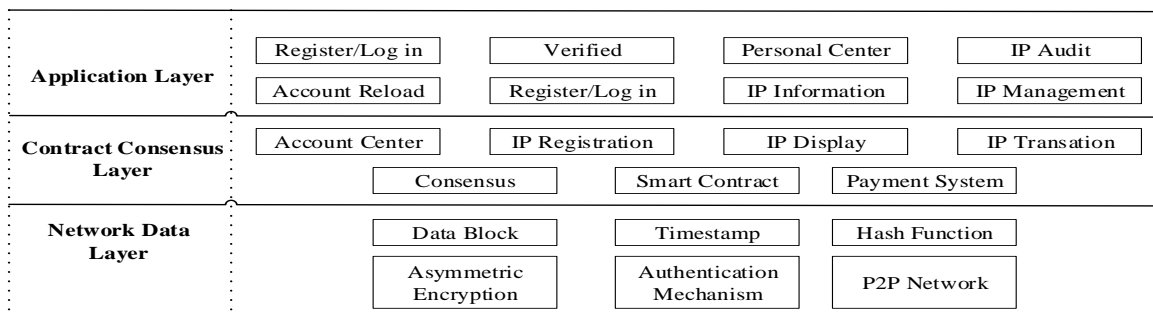 Application Layer
Register/Log in
Verified
Personal Center
IP Audit
Account Reload
Register/Log in
IP Information
IP Management
Contract Consensus
Layer
Account Center
IP Registration
IP Display
IP Transation
Consensus
Smart Contract
Payment System
Network Data
Layer
Data Block
Timestamp
Hash Function
Asymmetric
Encryption
Authentication
Mechanism
P2P Network